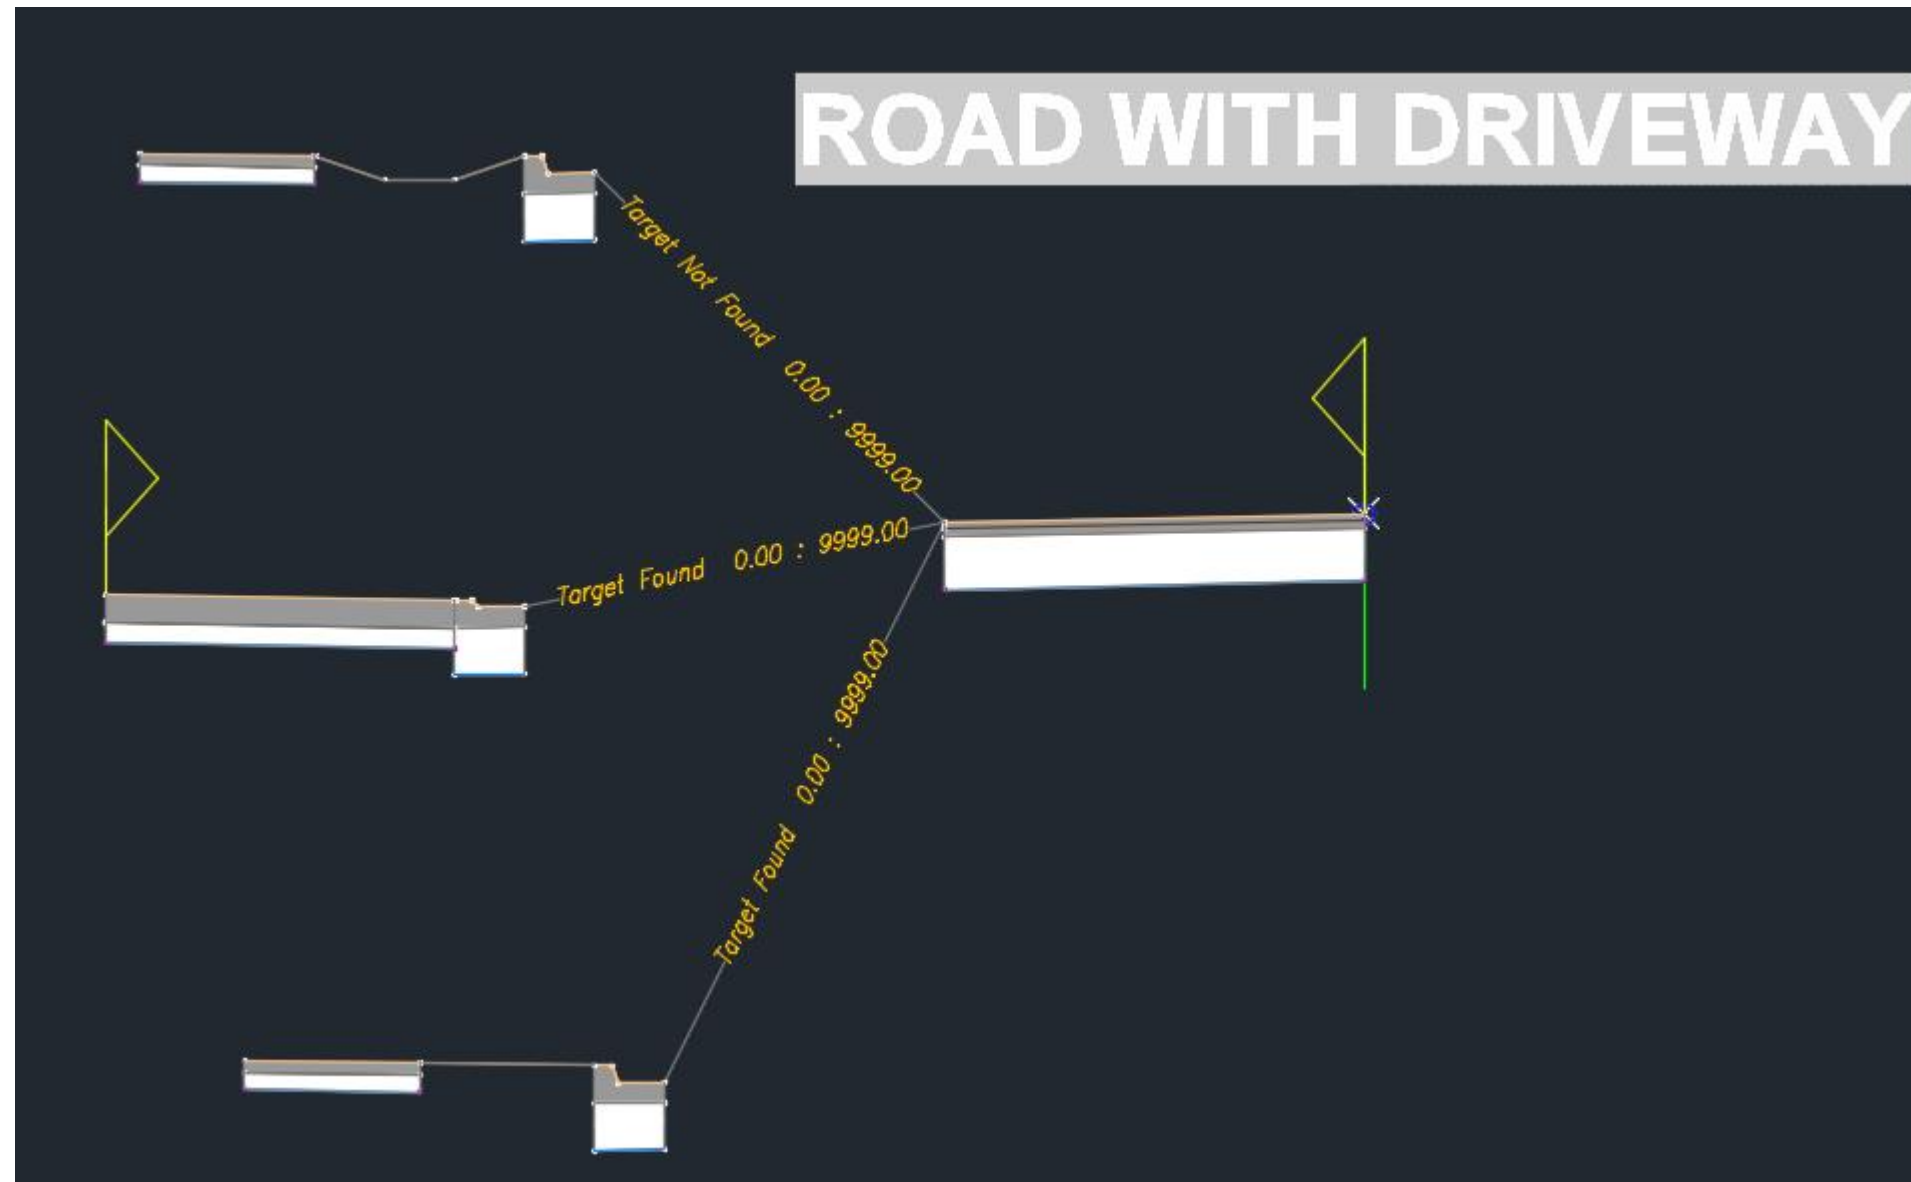 ROAD WITH DRIVEWAY
Target Not Found 0.00 : 9999.00
Target Found 0.00 : 9999.00
Target Found 0.00 : 9999.00